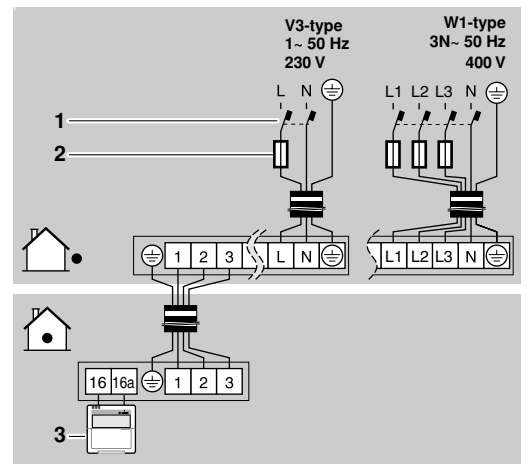 V3-type
1~ 50 Hz
230 V
W1-type
3N~ 50 Hz
400 V
L N
L1 L2 L3 N
1
2
1 2 3 L N
L1 L2 L3 N
16 16a 1 2 3
3